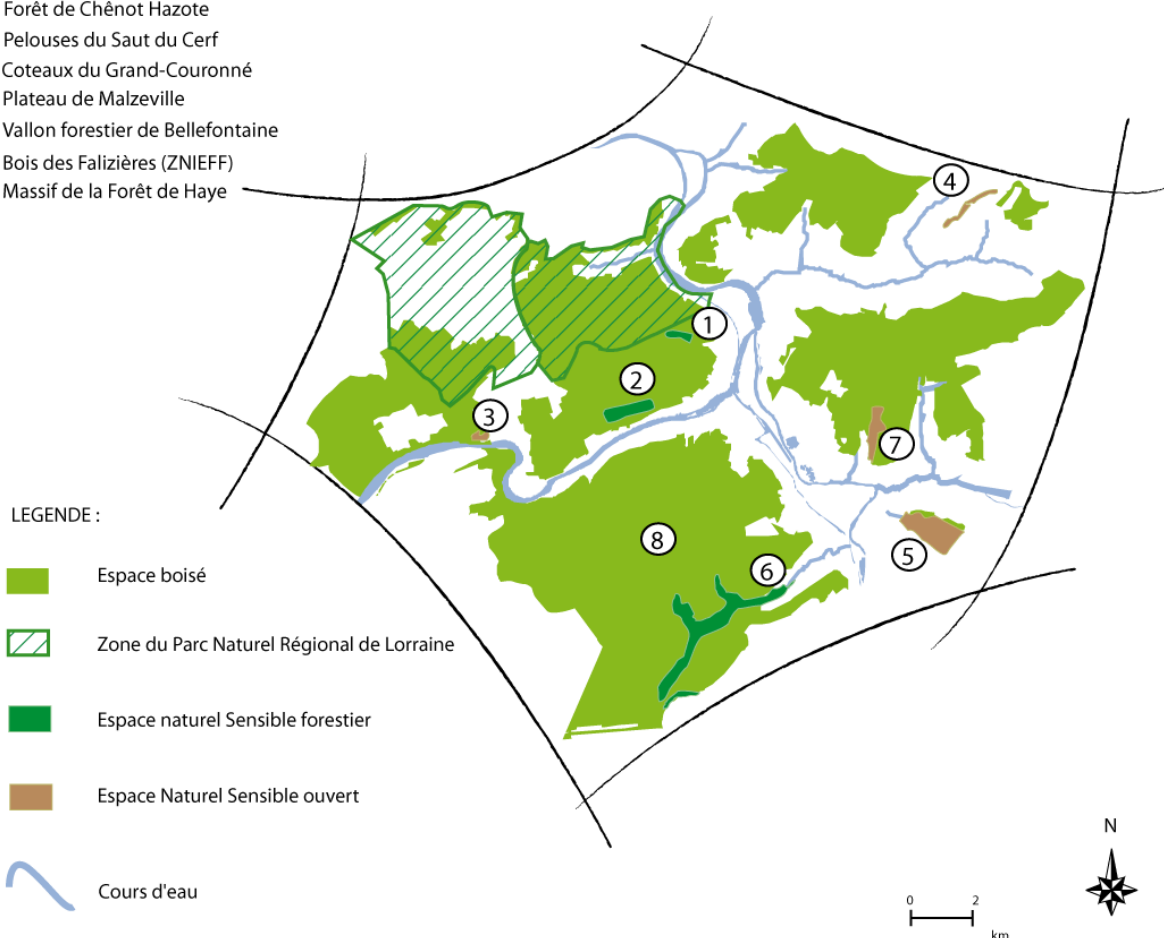 Forêt de Chênot Hazote
Pelouses du Saut du Cerf
Coteaux du Grand-Couronné
Plateau de Malzeville
Vallon forestier de Bellefontaine
Bois des Falizières (ZNIEFF)
Massif de la Forêt de Haye
4
1
2
3
7
8
5
6
LEGENDE :
Espace boisé
Zone du Parc Naturel Régional de Lorraine
Espace naturel Sensible forestier
Espace Naturel Sensible ouvert
Cours d'eau
N
0 2
km